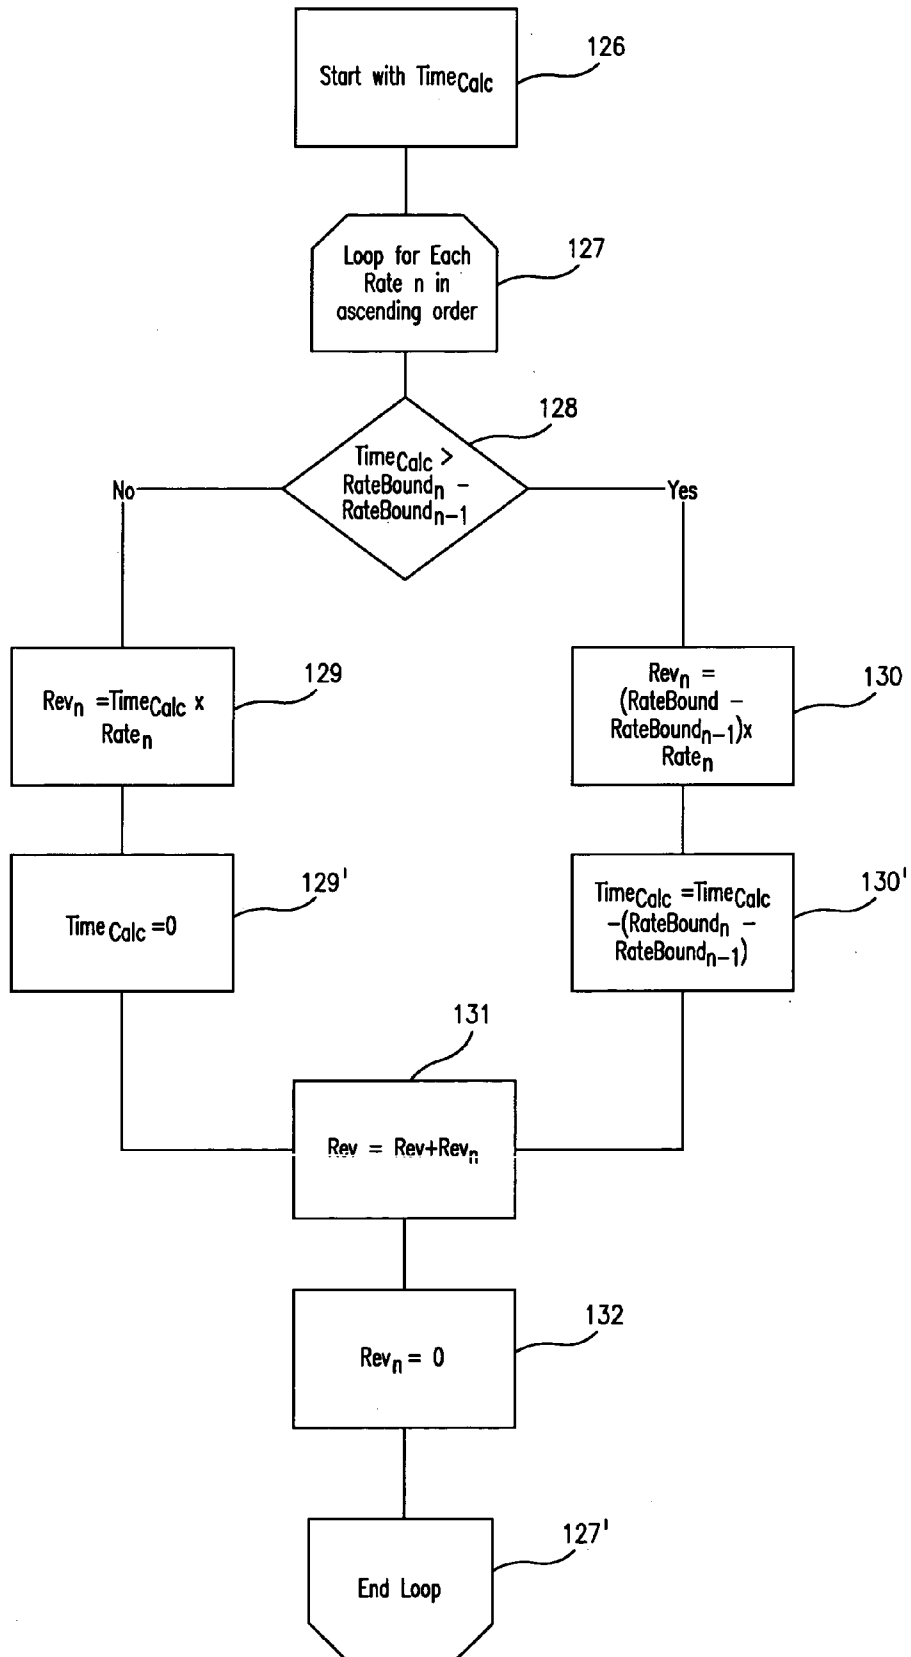 126
Start with TimeCalc
127
Loop for Each
Rate n in
ascending order
128
TimeCalc >
RateBoundn –
RateBoundn–1
No
Yes
129
Revn =TimeCalc x
Raten
130
Revn =
(RateBound –
RateBoundn–1)x
Raten
129'
TimeCalc =0
130'
TimeCalc =TimeCalc
–(RateBoundn –
RateBoundn–1)
131
Rev = Rev+Revn
132
Revn = 0
127'
End Loop